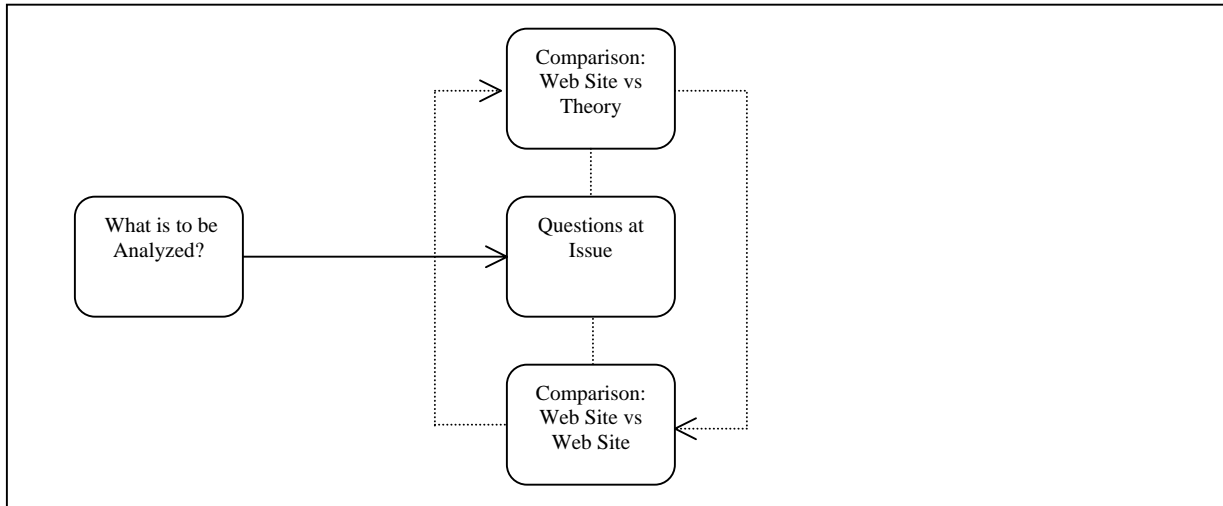 Comparison:
Web Site vs
Theory
What is to be
Analyzed?
Questions at
Issue
Comparison:
Web Site vs
Web Site